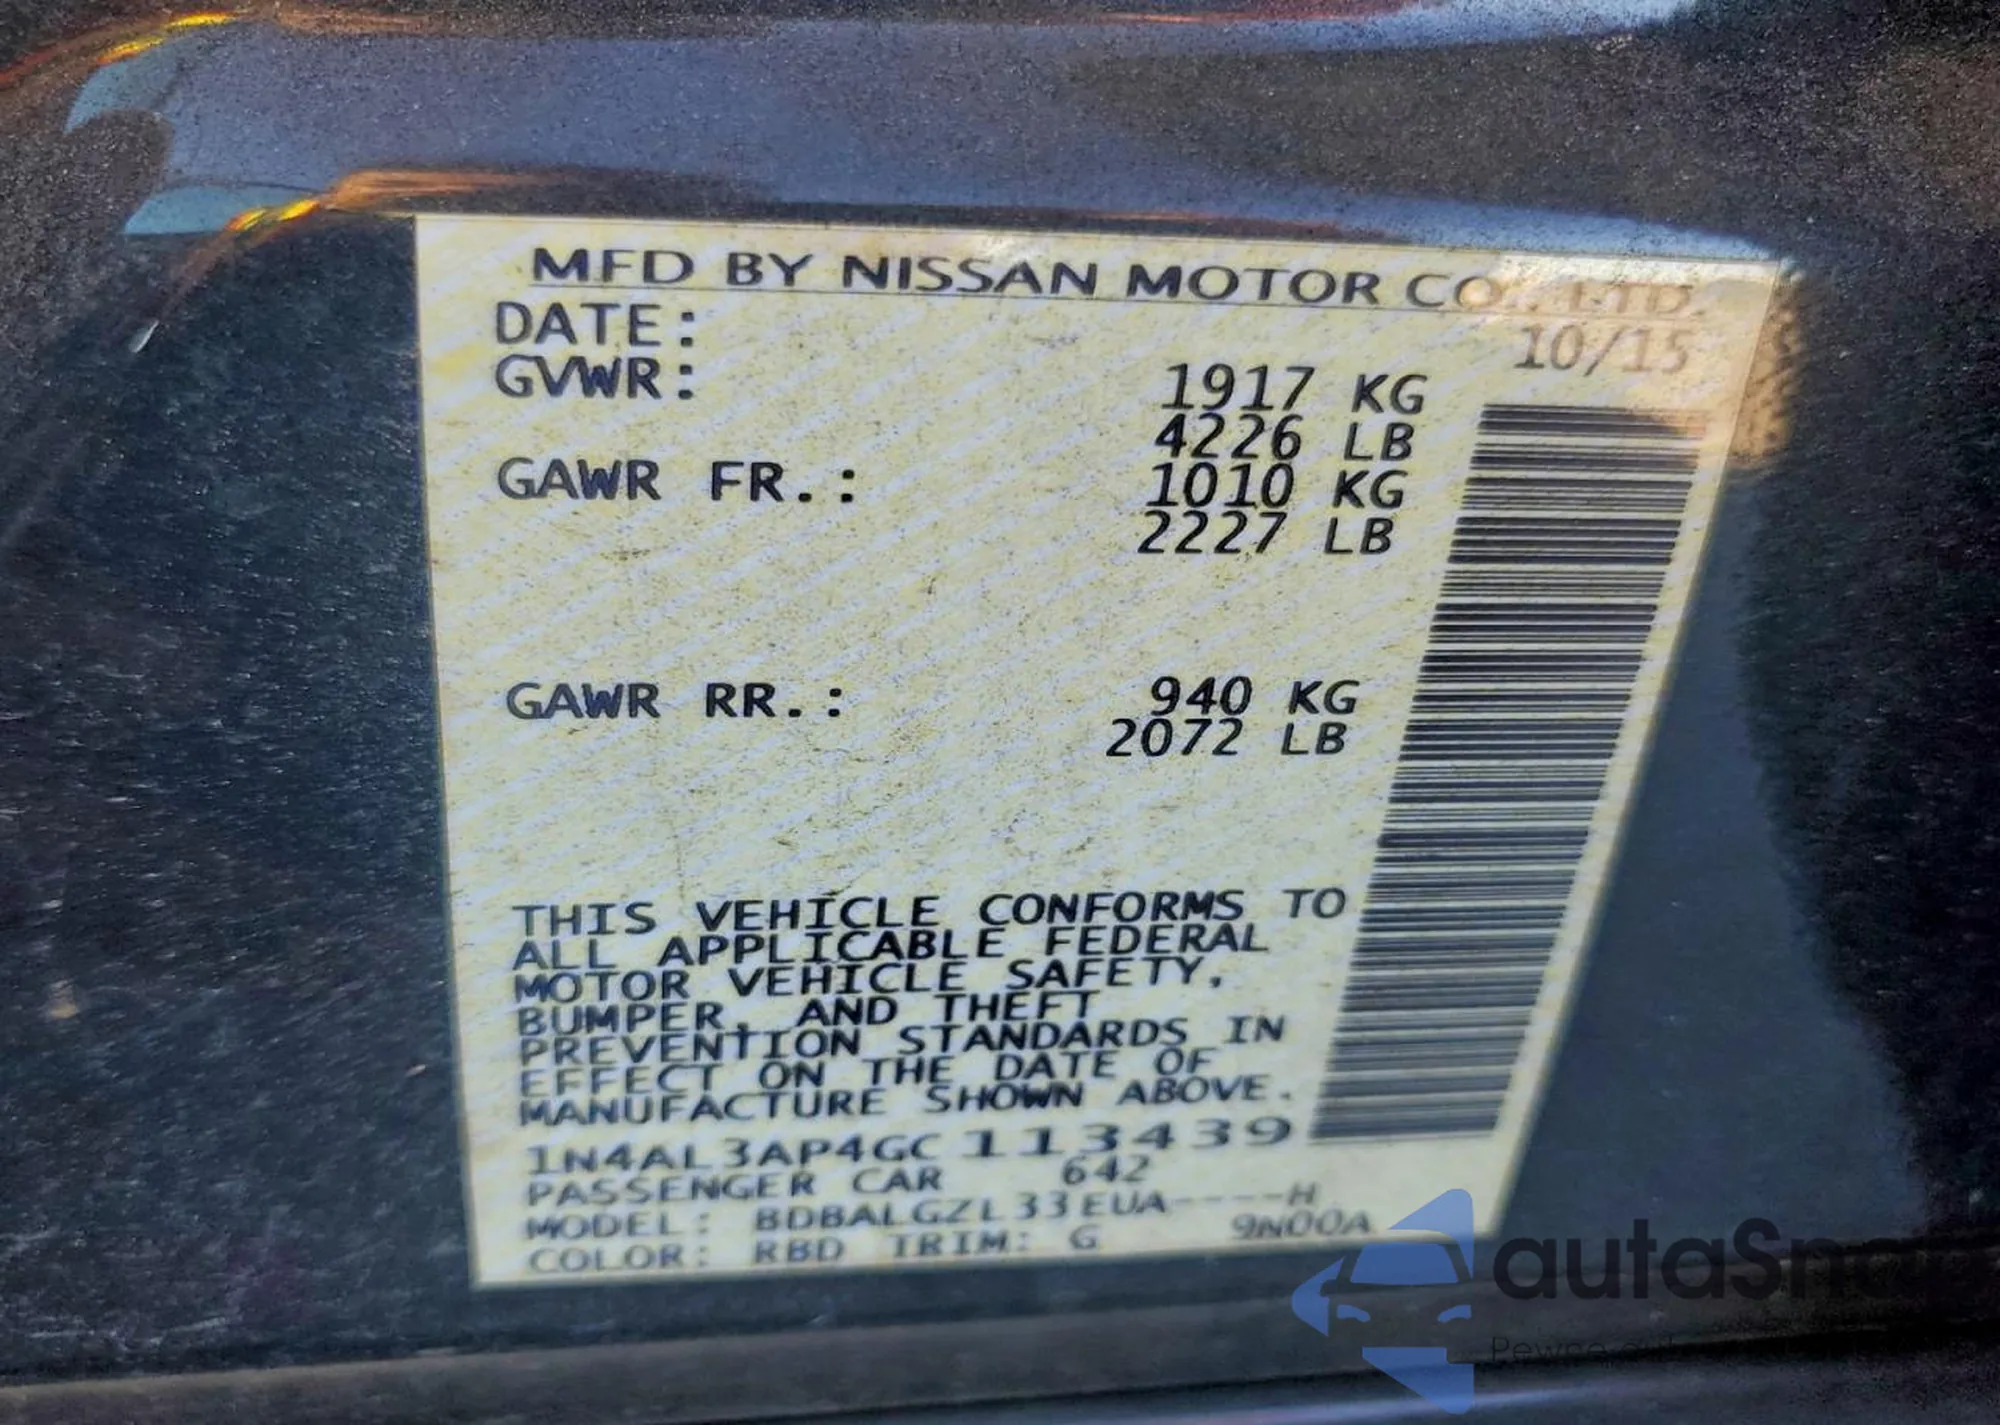 MFD BY NISSAN MOTOR CO., LTD.
DATE: 10/15
GVWR: 1917 KG
4226 LB
GAWR FR.: 1010 KG
2227 LB
GAWR RR.: 940 KG
2072 LB
THIS VEHICLE CONFORMS TO
ALL APPLICABLE FEDERAL
MOTOR VEHICLE SAFETY,
BUMPER, AND THEFT
PREVENTION STANDARDS IN
EFFECT ON THE DATE OF
MANUFACTURE SHOWN ABOVE.
1N4AL3AP4GC113439
PASSENGER CAR 642
MODEL: BDBALGZL33EUA----H
COLOR: RBD TRIM: G 9N00A
autaSna
Pewne